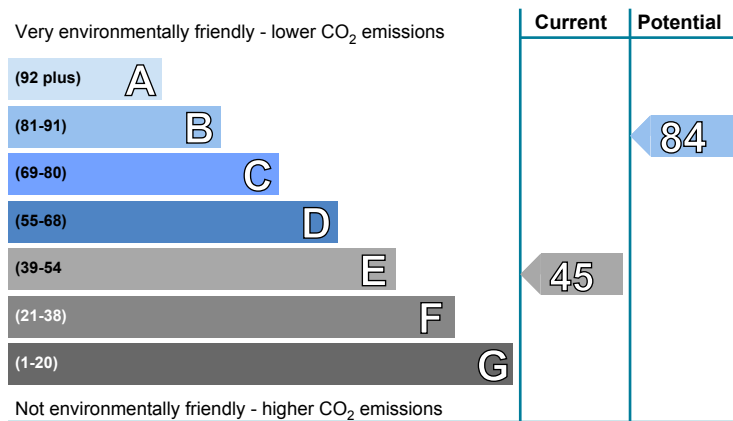 Current Potential
Very environmentally friendly - lower CO2 emissions
(92 plus) A
(81-91) B
84
(69-80) C
(55-68) D
(39-54 E
45
(21-38) F
(1-20) G
Not environmentally friendly - higher CO2 emissions